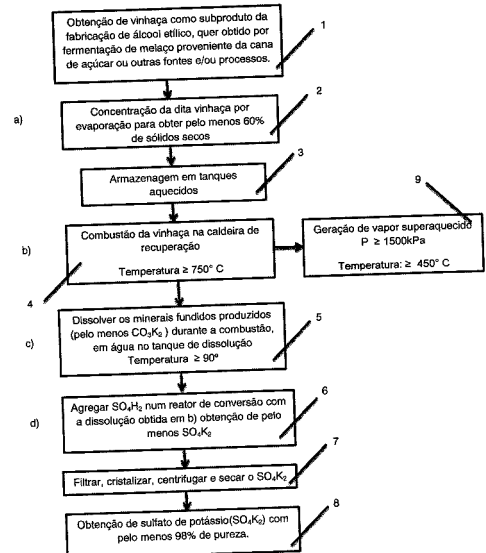 Obtenção de vinhaça como subproduto da
fabricação de álcool etílico, quer obtido por
fermentação de melaço proveniente da cana
de açúcar ou outras fontes e/ou processos.
1
a)
Concentração da dita vinhaça por
evaporação para obter pelo menos 60%
de sólidos secos
2
Armazenagem em tanques
aquecidos
3
b)
Combustão da vinhaça na caldeira de
recuperação
Temperatura ≥ 750° C
4
Geração de vapor superaquecido
P ≥ 1500kPa
Temperatura: ≥ 450° C
9
c)
Dissolver os minerais fundidos produzidos
(pelo menos CO₃K₂ ) durante a combustão,
em água no tanque de dissolução
Temperatura ≥ 90º
5
d)
Agregar SO₄H₂ num reator de conversão com
a dissolução obtida em b) obtenção de pelo
menos SO₄K₂
6
Filtrar, cristalizar, centrifugar e secar o SO₄K₂
7
Obtenção de sulfato de potássio(SO₄K₂) com
pelo menos 98% de pureza.
8